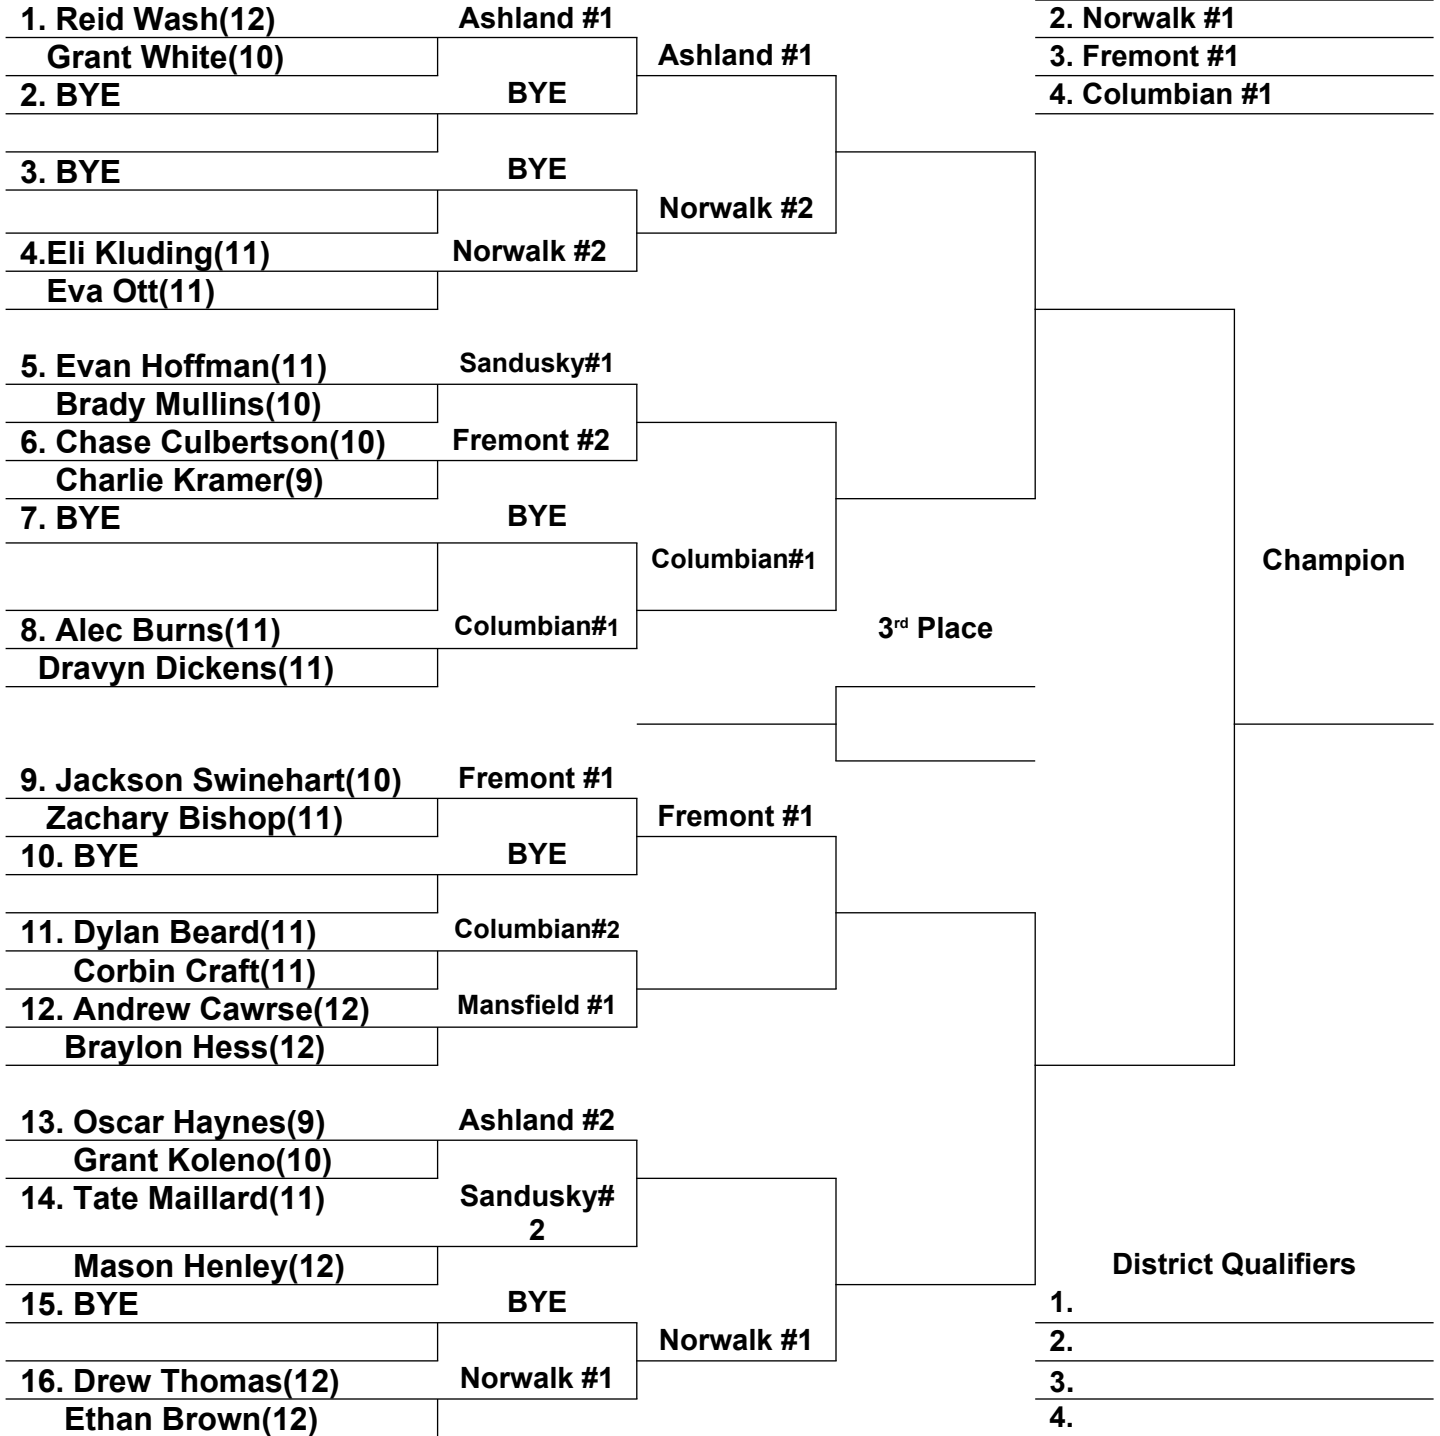 1. Reid Wash(12) Ashland #1 2. Norwalk #1
Grant White(10) Ashland #1 3. Fremont #1
2. BYE BYE 4. Columbian #1
3. BYE BYE
Norwalk #2
4.Eli Kluding(11) Norwalk #2
Eva Ott(11)
5. Evan Hoffman(11) Sandusky#1
Brady Mullins(10)
6. Chase Culbertson(10) Fremont #2
Charlie Kramer(9)
7. BYE BYE
Columbian#1 Champion
8. Alec Burns(11) Columbian#1 3rd Place
Dravyn Dickens(11)
9. Jackson Swinehart(10) Fremont #1
Zachary Bishop(11) Fremont #1
10. BYE BYE
11. Dylan Beard(11) Columbian#2
Corbin Craft(11)
12. Andrew Cawrse(12) Mansfield #1
Braylon Hess(12)
13. Oscar Haynes(9) Ashland #2
Grant Koleno(10)
14. Tate Maillard(11) Sandusky#
2
Mason Henley(12) District Qualifiers
15. BYE BYE 1.
Norwalk #1 2.
16. Drew Thomas(12) Norwalk #1 3.
Ethan Brown(12) 4.